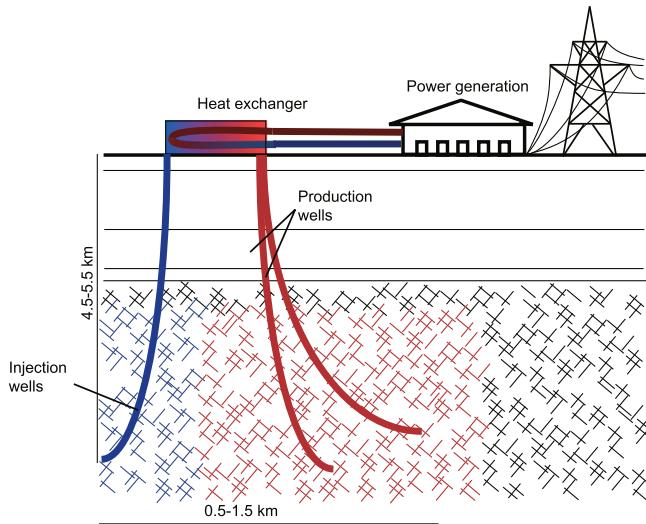 Power generation
Heat exchanger
Production
wells
4.5-5.5 km
Injection
wells
0.5-1.5 km